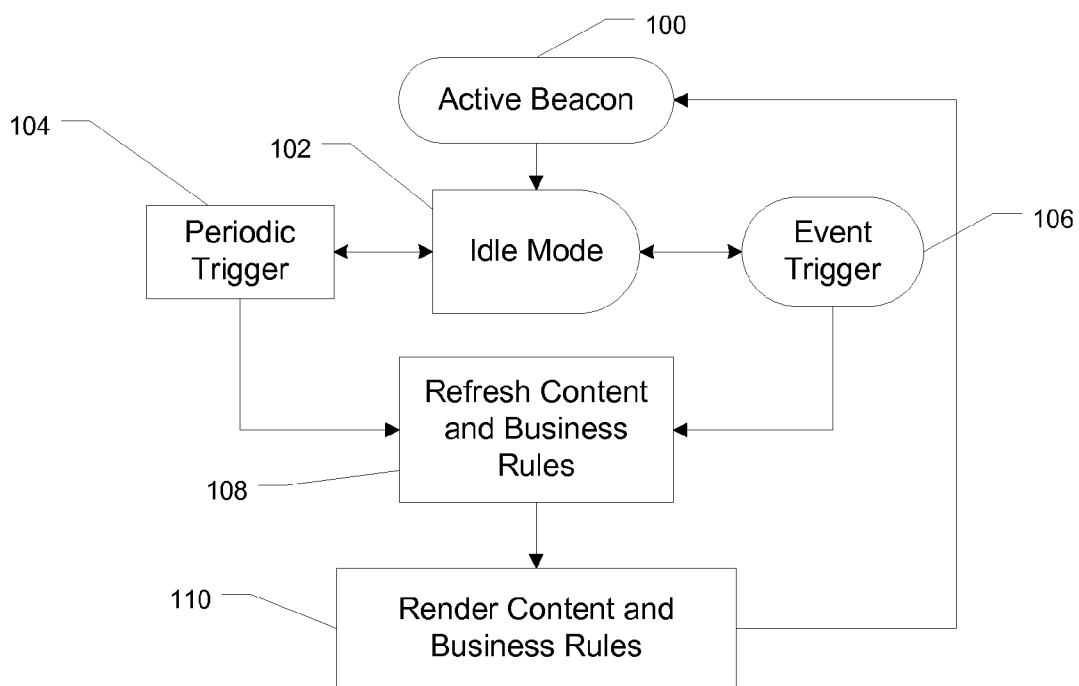 100
Active Beacon
104
102
Periodic
Trigger
Idle Mode
Event
Trigger
106
Refresh Content
and Business
Rules
108
110
Render Content and
Business Rules